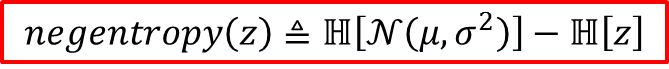 negentropy(z) ≜ ℍ[𝒩(μ, σ²)] − ℍ[z]